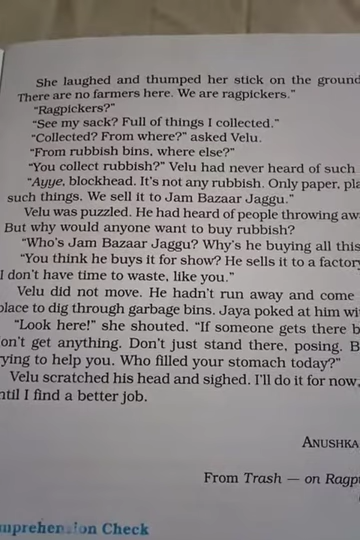 She laughed and thumped her stick on the ground
There are no farmers here. We are ragpickers."
"Ragpickers?"
"See my sack? Full of things I collected."
"Collected? From where?" asked Velu.
"From rubbish bins, where else?"
"You collect rubbish?" Velu had never heard of such
"Ayye, blockhead. It's not any rubbish. Only paper, pla
such things. We sell it to Jam Bazaar Jaggu."
Velu was puzzled. He had heard of people throwing aw
But why would anyone want to buy rubbish?
"Who's Jam Bazaar Jaggu? Why's he buying all this
"You think he buys it for show? He sells it to a factor
I don't have time to waste, like you."
Velu did not move. He hadn't run away and come
place to dig through garbage bins. Jaya poked at him wi
"Look here!" she shouted. "If someone gets there b
on't get anything. Don't just stand there, posing. B
rying to help you. Who filled your stomach today?"
Velu scratched his head and sighed. I'll do it for now,
ntil I find a better job.
ANUSHKA
From Trash — on Ragp
mprehension Check